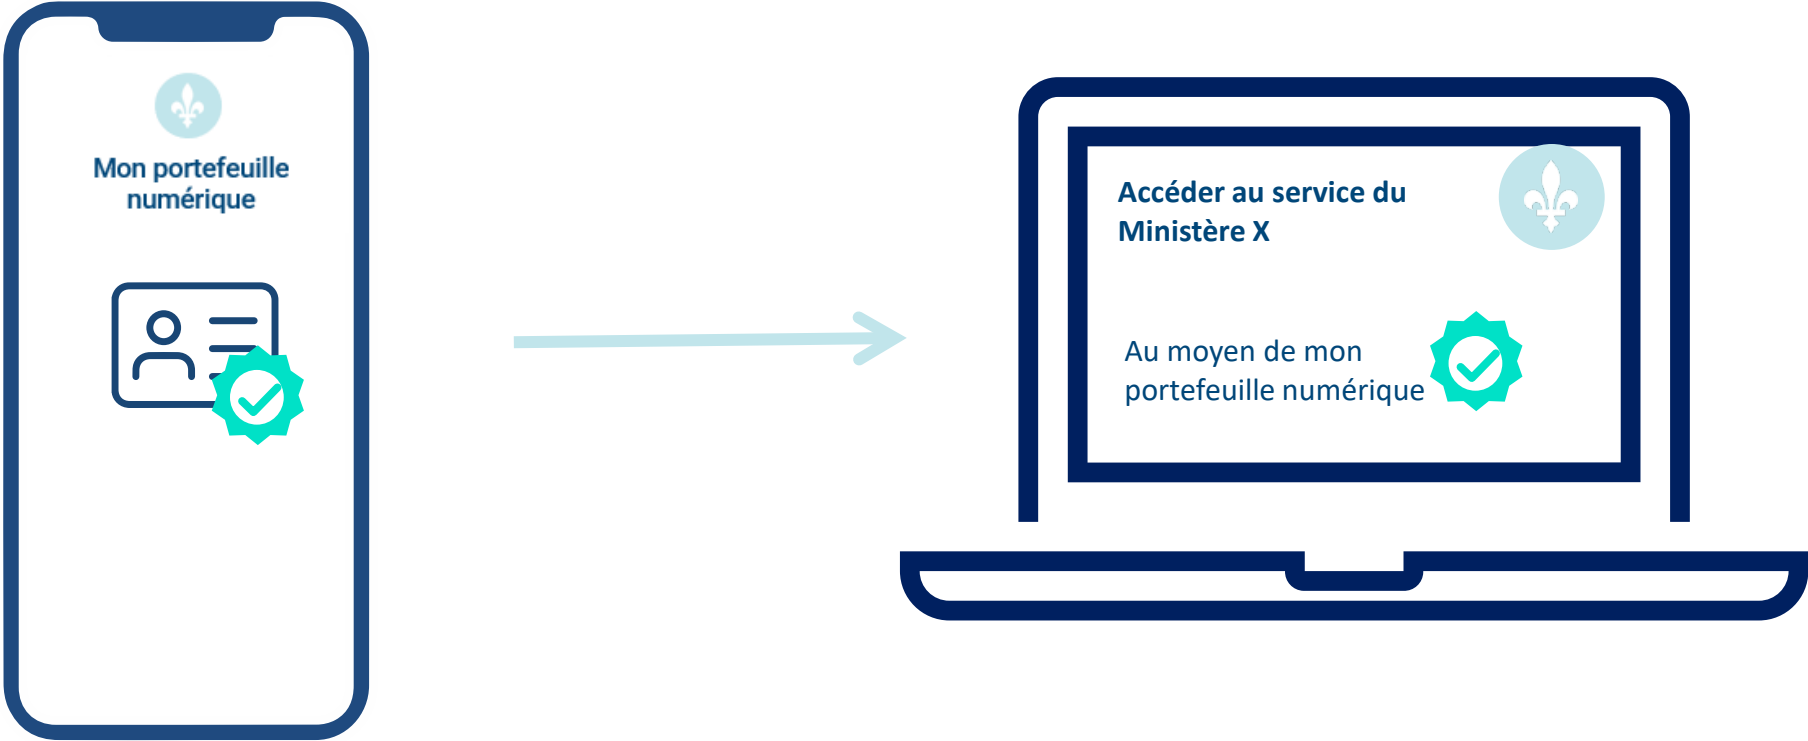 Mon portefeuille
numérique
Accéder au service du
Ministère X
Au moyen de mon
portefeuille numérique